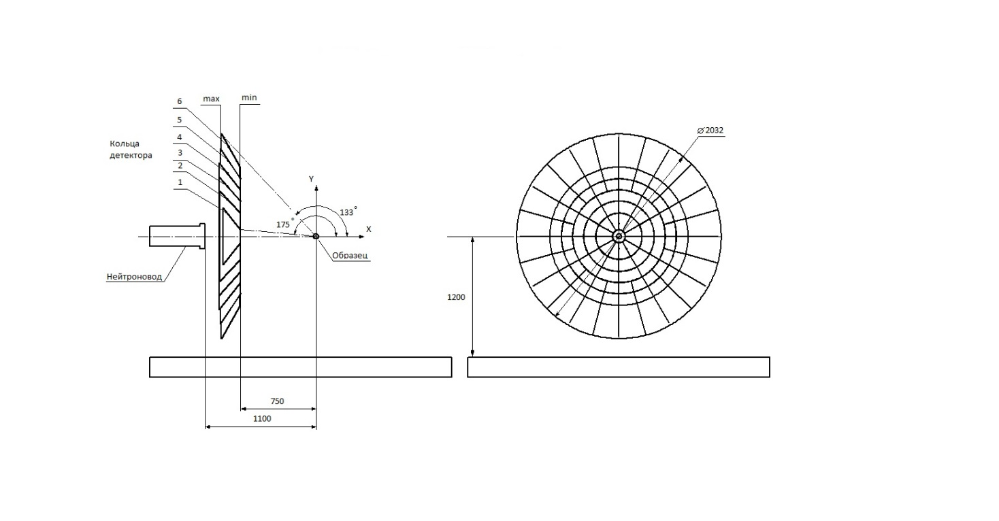 6
max
min
5
4
3
2
1
Кольца
детектора
Y
133°
175°
X
Образец
Нейтроновод
750
1100
⌀2032
1200